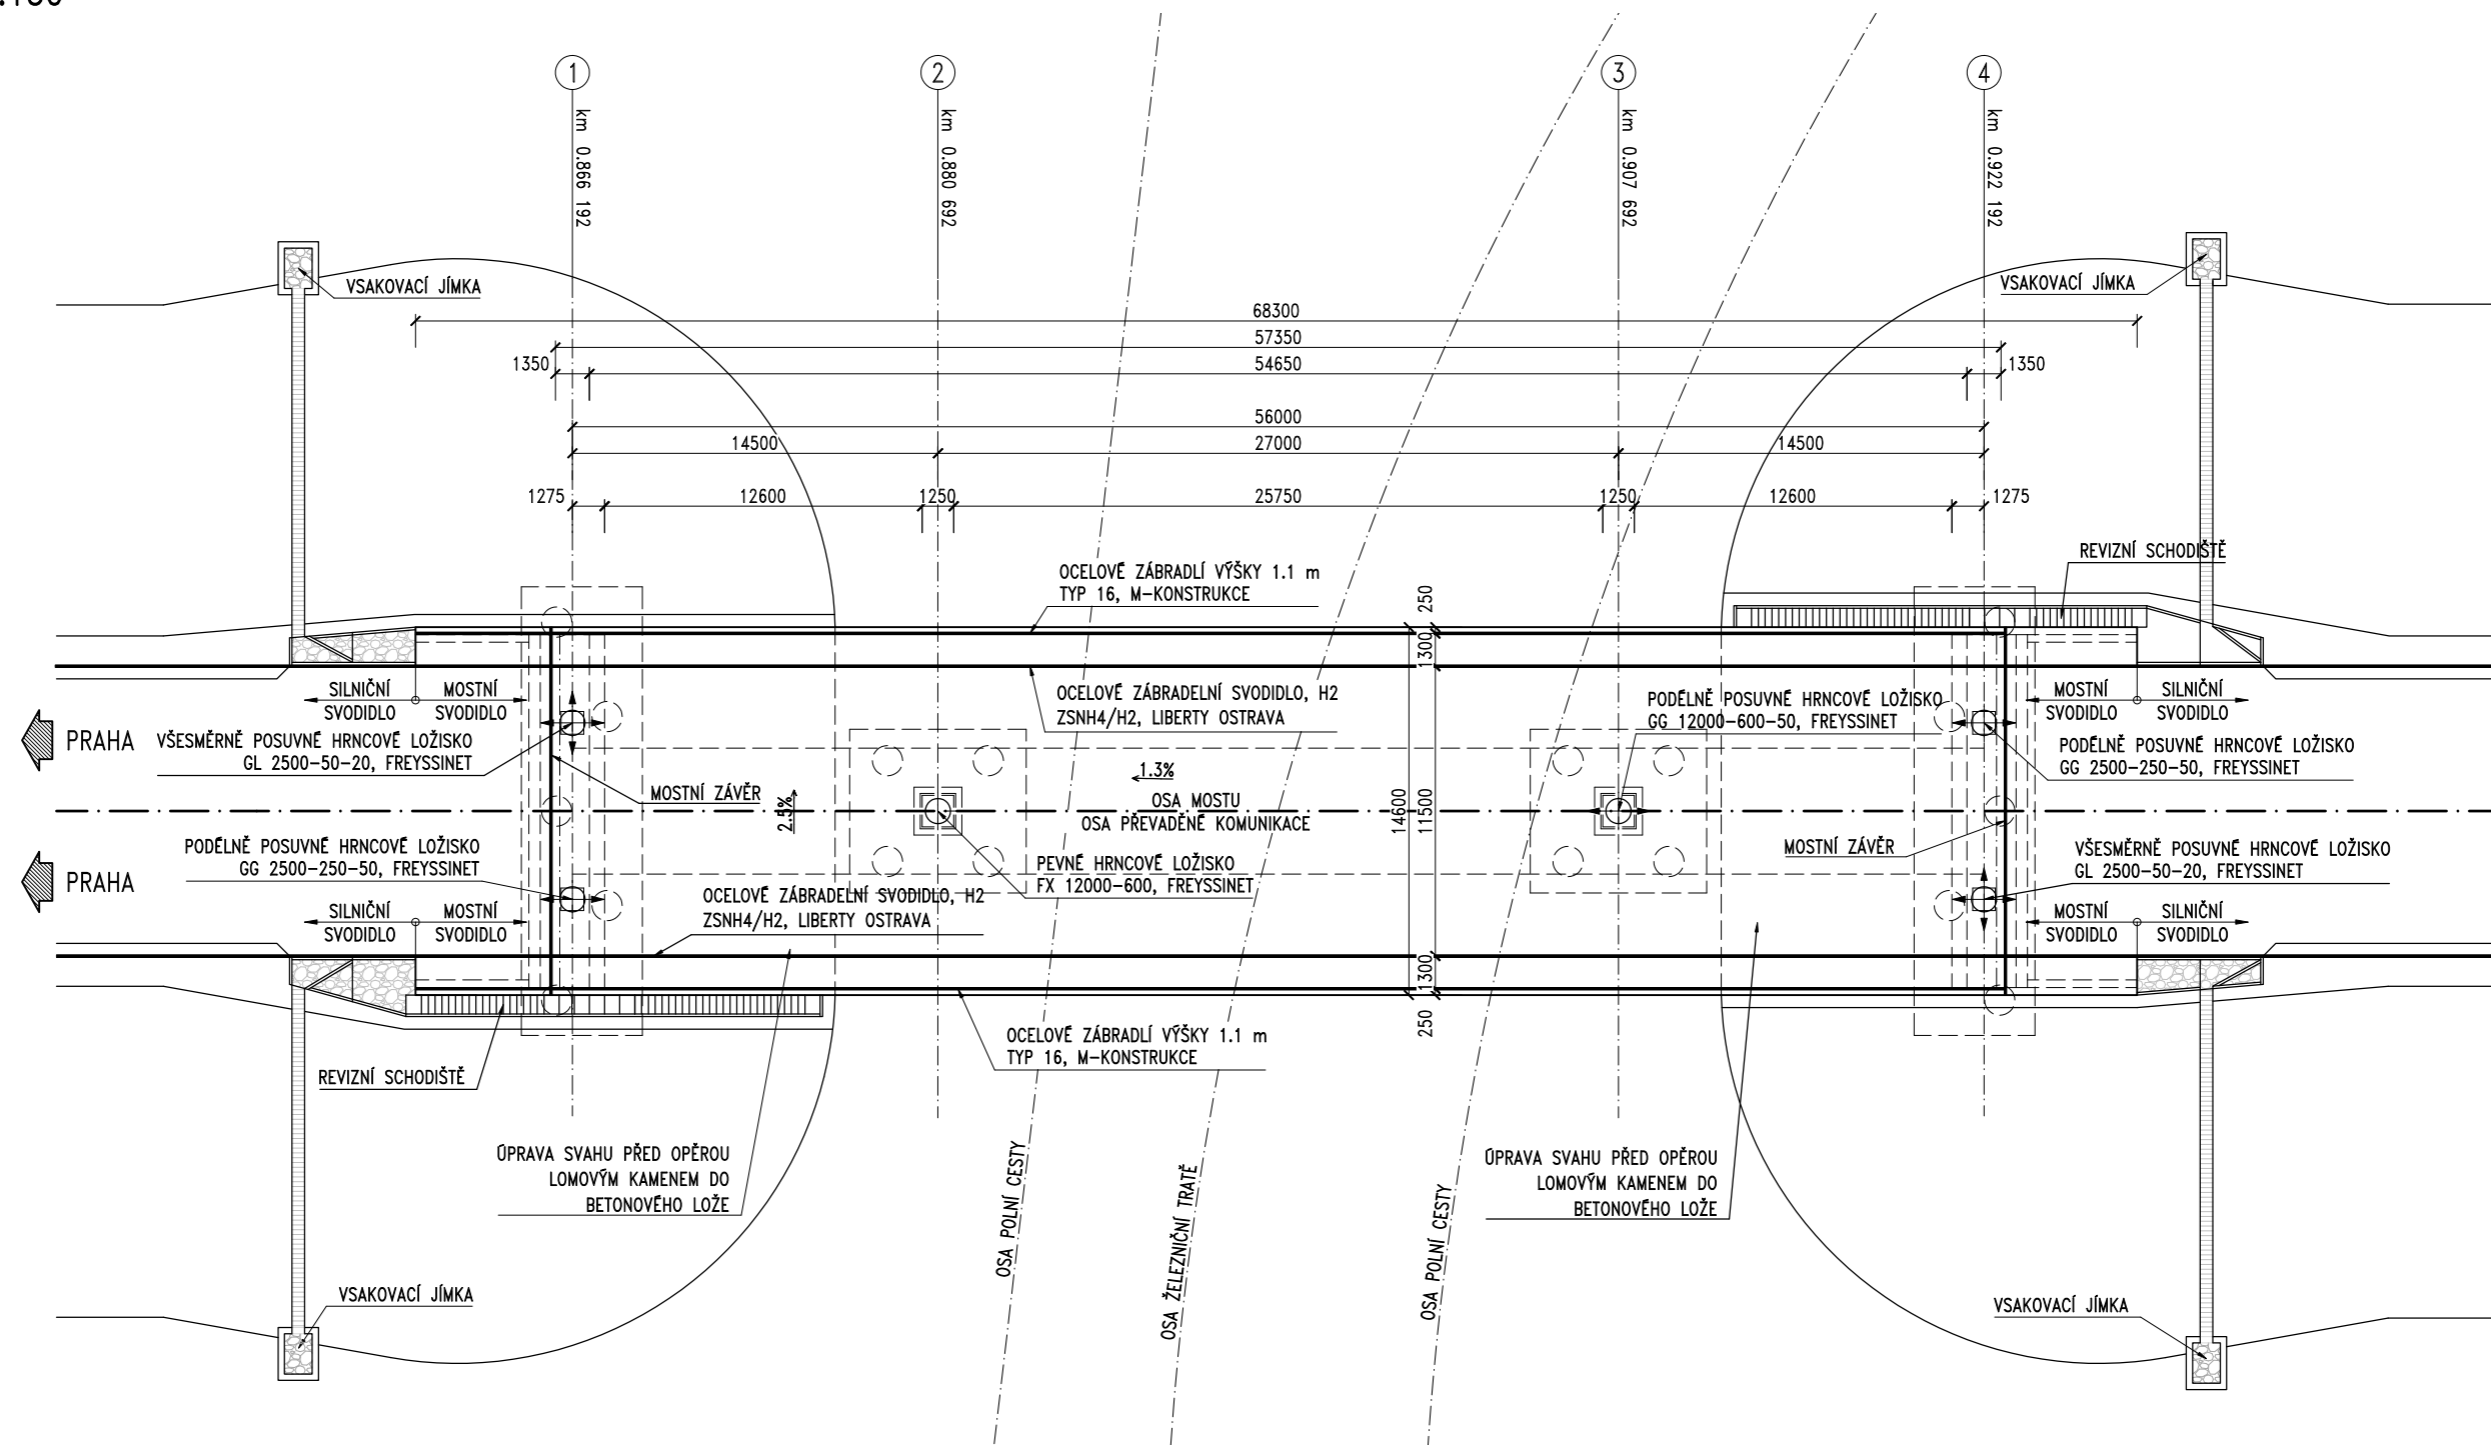 1
2
3
4
km 0.866 192
km 0.880 692
km 0.907 692
km 0.922 192
VSAKOVACÍ JÍMKA
VSAKOVACÍ JÍMKA
68300
57350
1350
54650
1350
56000
14500
27000
14500
1275
12600
1250
25750
1250
12600
1275
REVIZNÍ SCHODIŠTĚ
OCELOVÉ ZÁBRADLÍ VÝŠKY 1.1 m
TYP 16, M-KONSTRUKCE
250
1300
14600
11500
1300
250
SILNIČNÍ
SVODIDLO
MOSTNÍ
SVODIDLO
OCELOVÉ ZÁBRADELNÍ SVODIDLO, H2
ZSNH4/H2, LIBERTY OSTRAVA
PODÉLNĚ POSUVNÉ HRNCOVÉ LOŽISKO
GG 12000-600-50, FREYSSINET
MOSTNÍ
SVODIDLO
SILNIČNÍ
SVODIDLO
PRAHA
VŠESMĚRNĚ POSUVNÉ HRNCOVÉ LOŽISKO
GL 2500-50-20, FREYSSINET
PODÉLNĚ POSUVNÉ HRNCOVÉ LOŽISKO
GG 2500-250-50, FREYSSINET
MOSTNÍ ZÁVĚR
2.5%
1.3%
OSA MOSTU
OSA PŘEVADĚNÉ KOMUNIKACE
MOSTNÍ ZÁVĚR
PODÉLNĚ POSUVNÉ HRNCOVÉ LOŽISKO
GG 2500-250-50, FREYSSINET
PRAHA
PEVNÉ HRNCOVÉ LOŽISKO
FX 12000-600, FREYSSINET
VŠESMĚRNĚ POSUVNÉ HRNCOVÉ LOŽISKO
GL 2500-50-20, FREYSSINET
OCELOVÉ ZÁBRADELNÍ SVODIDLO, H2
ZSNH4/H2, LIBERTY OSTRAVA
SILNIČNÍ
SVODIDLO
MOSTNÍ
SVODIDLO
MOSTNÍ
SVODIDLO
SILNIČNÍ
SVODIDLO
OCELOVÉ ZÁBRADLÍ VÝŠKY 1.1 m
TYP 16, M-KONSTRUKCE
REVIZNÍ SCHODIŠTĚ
ÚPRAVA SVAHU PŘED OPĚROU
LOMOVÝM KAMENEM DO
BETONOVÉHO LOŽE
OSA POLNÍ CESTY
OSA ŽELEZNIČNÍ TRATĚ
OSA POLNÍ CESTY
ÚPRAVA SVAHU PŘED OPĚROU
LOMOVÝM KAMENEM DO
BETONOVÉHO LOŽE
VSAKOVACÍ JÍMKA
VSAKOVACÍ JÍMKA